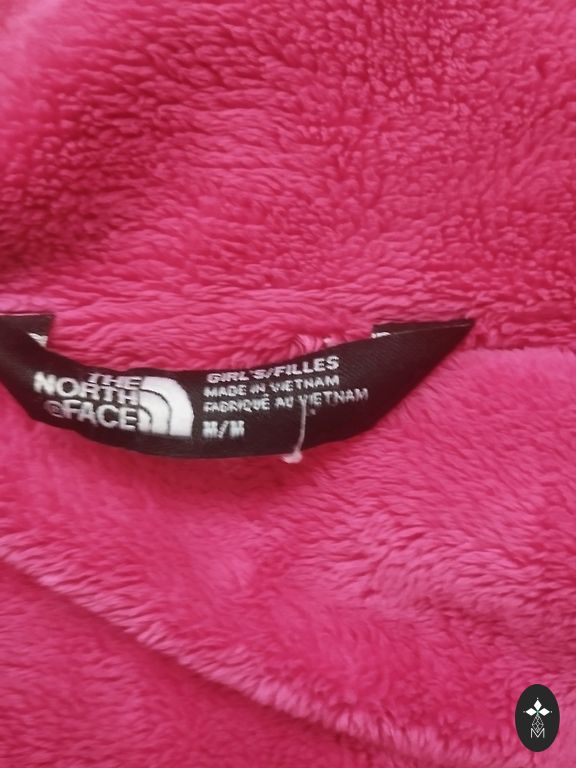 THE
NORTH
FACE
GIRL'S/FILLES
MADE IN VIETNAM
FABRIQUÉ AU VIETNAM
M/M